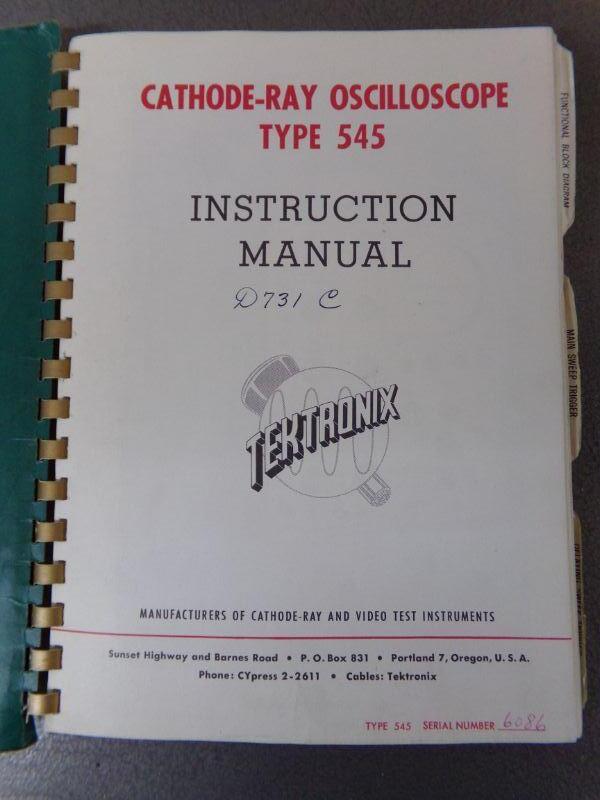 CATHODE-RAY OSCILLOSCOPE
TYPE 545
INSTRUCTION
MANUAL
D731 C
TEKTRONIX
MANUFACTURERS OF CATHODE-RAY AND VIDEO TEST INSTRUMENTS
Sunset Highway and Barnes Road • P. O. Box 831 • Portland 7, Oregon, U. S. A.
Phone: CYpress 2-2611 • Cables: Tektronix
TYPE 545 SERIAL NUMBER 6086
FUNCTIONAL BLOCK DIAGRAM
MAIN SWEEP TRIGGER